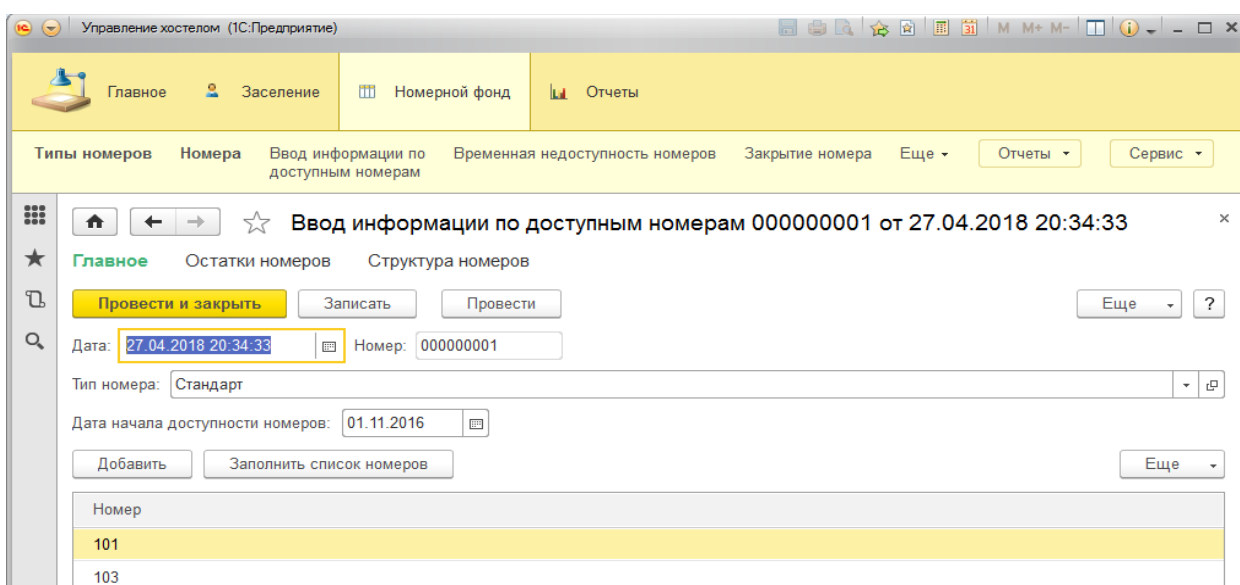 1С Управление хостелом (1С:Предприятие) 31 M M+ M-
Главное Заселение Номерной фонд Отчеты
Типы номеров Номера Ввод информации по доступным номерам Временная недоступность номеров Закрытие номера Еще Отчеты Сервис
Ввод информации по доступным номерам 000000001 от 27.04.2018 20:34:33
Главное Остатки номеров Структура номеров
Провести и закрыть Записать Провести Еще ?
Дата: 27.04.2018 20:34:33 Номер: 000000001
Тип номера: Стандарт
Дата начала доступности номеров: 01.11.2016
Добавить Заполнить список номеров Еще
Номер
101
103